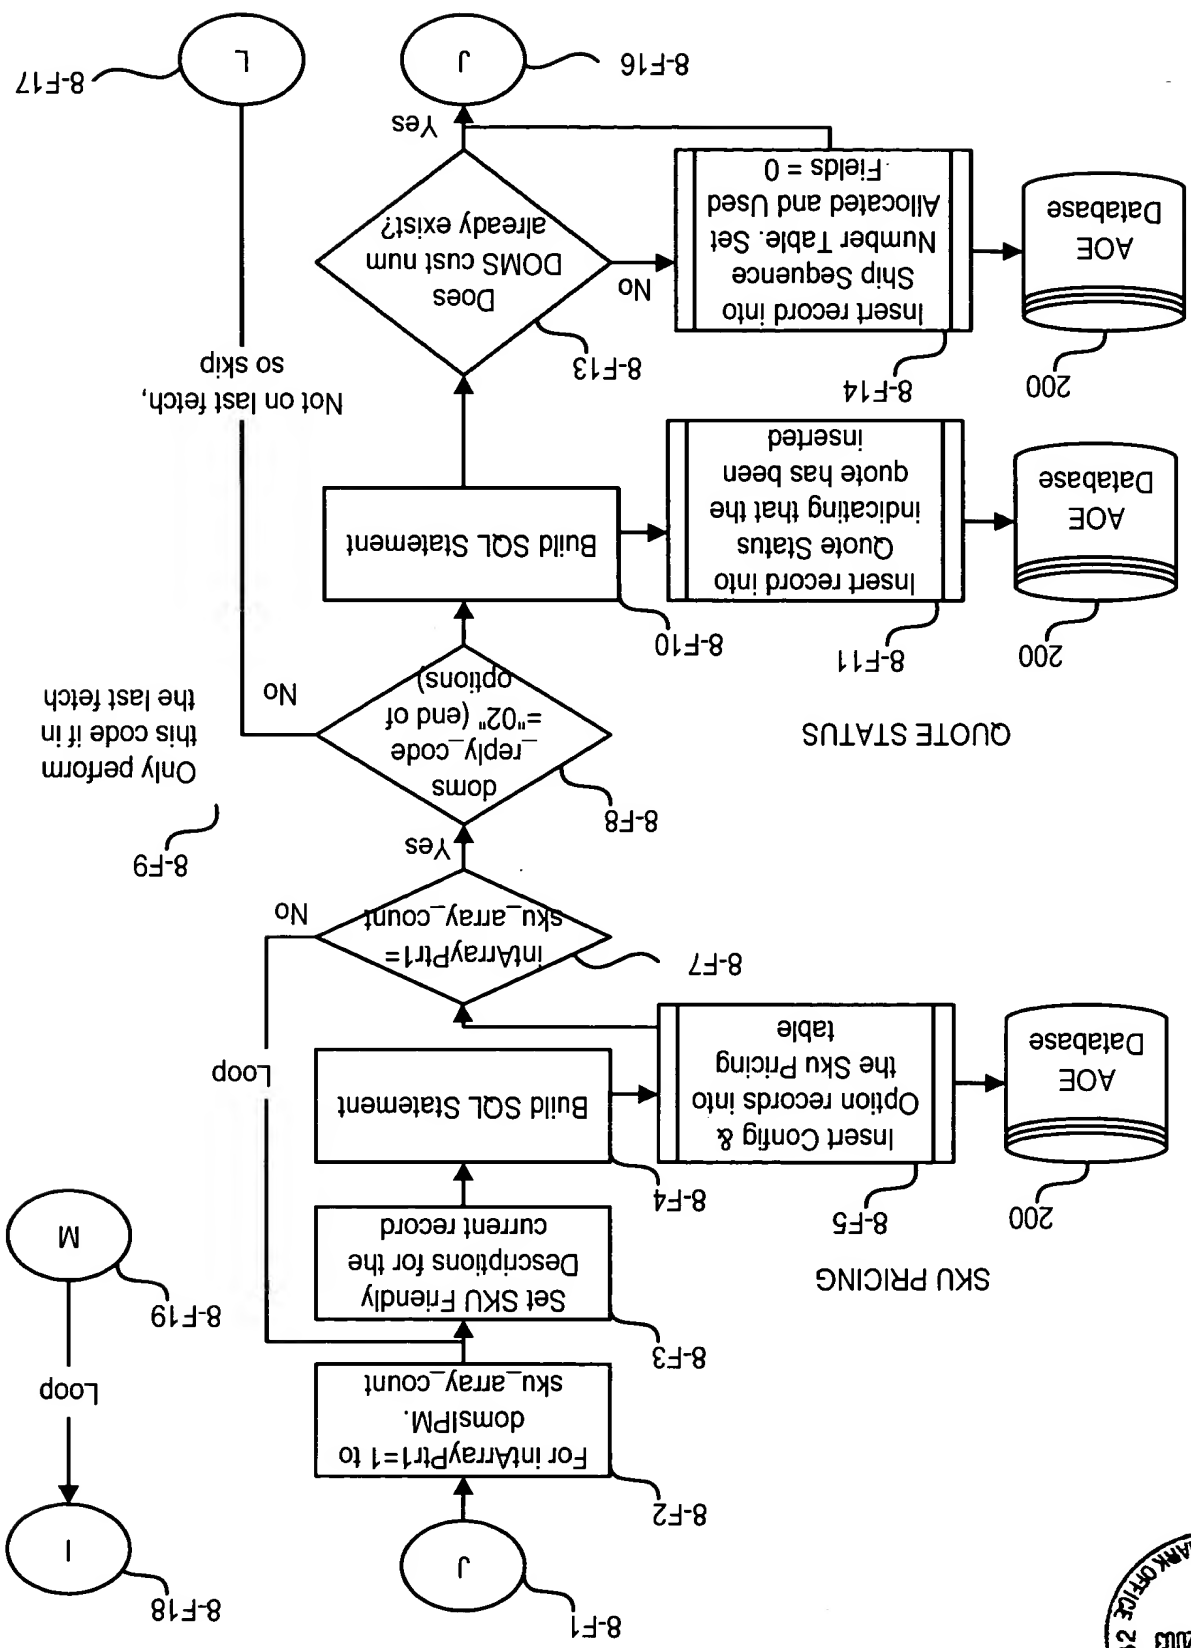 8-F1
J
8-F2
For intArrayPtr1=1 to
domsIPM.
sku_array_count
8-F3
Set SKU Friendly
Descriptions for the
current record
8-F4
Build SQL Statement
SKU PRICING
8-F5
Insert Config &
Option records into
the Sku Pricing
table
200
AOE
Database
8-F7
intArrayPtr1=
sku_array_count
No
Loop
Yes
8-F8
doms
_reply_code
="02" (end of
options)
No
8-F9
Only perform
this code if in
the last fetch
8-F10
Build SQL Statement
QUOTE STATUS
8-F11
Insert record into
Quote Status
indicating that the
quote has been
inserted
200
AOE
Database
8-F13
Does
DOMS cust num
already exist?
No
Yes
8-F14
Insert record into
Ship Sequence
Number Table. Set
Allocated and Used
Fields = 0
200
AOE
Database
8-F16
J
Not on last fetch,
so skip
8-F17
L
8-F18
I
Loop
8-F19
M